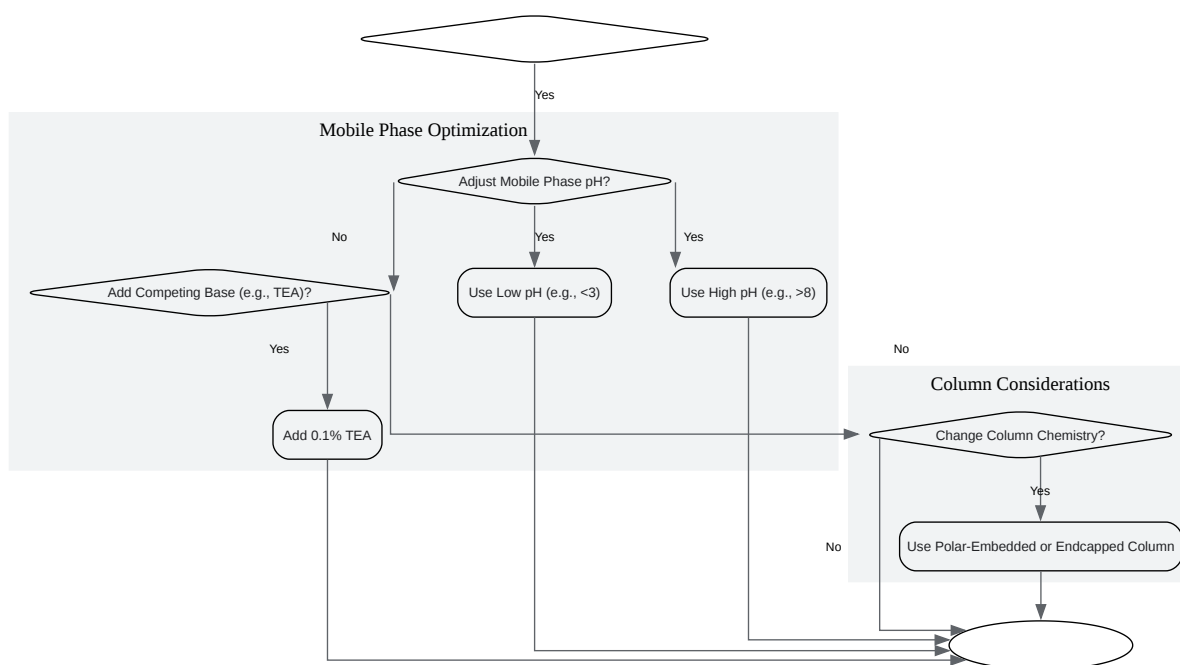 Yes
Mobile Phase Optimization
Adjust Mobile Phase pH?
No
Yes
Yes
Add Competing Base (e.g., TEA)?
Use Low pH (e.g., <3)
Use High pH (e.g., >8)
Yes
No
Column Considerations
Add 0.1% TEA
Change Column Chemistry?
Yes
No
Use Polar-Embedded or Endcapped Column